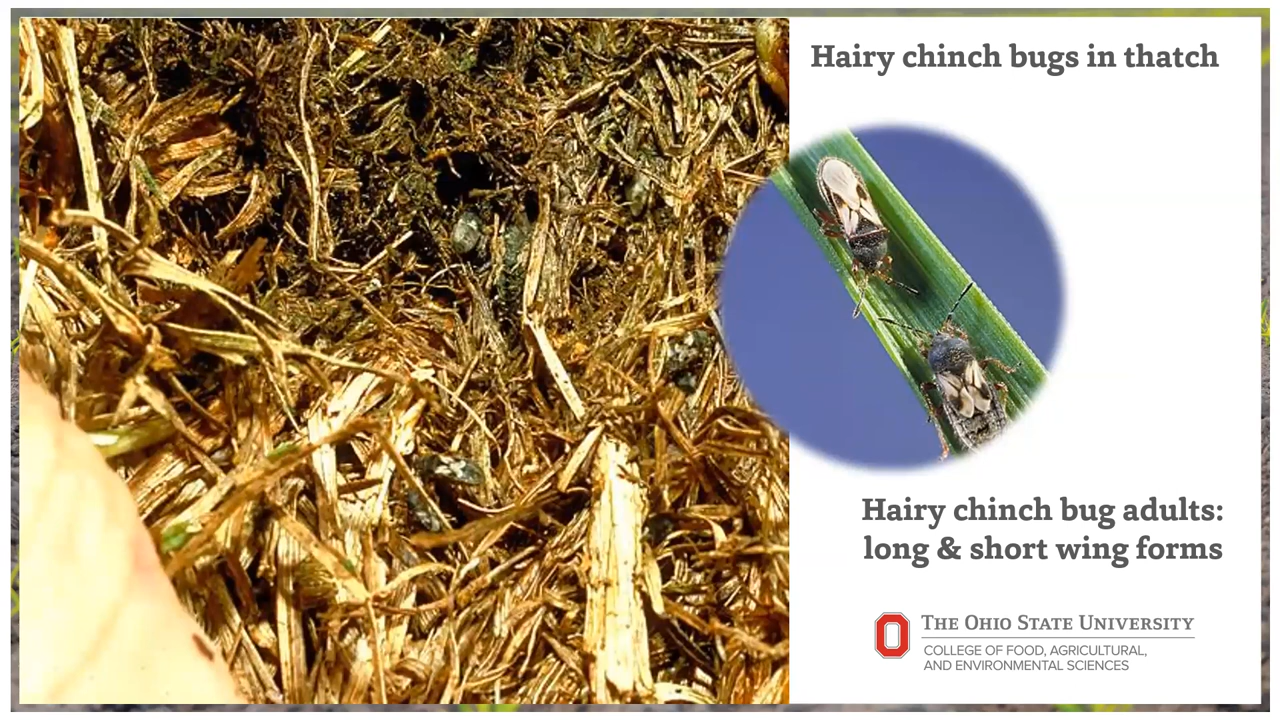 Hairy chinch bugs in thatch
Hairy chinch bug adults:
long & short wing forms
THE OHIO STATE UNIVERSITY
COLLEGE OF FOOD, AGRICULTURAL,
AND ENVIRONMENTAL SCIENCES